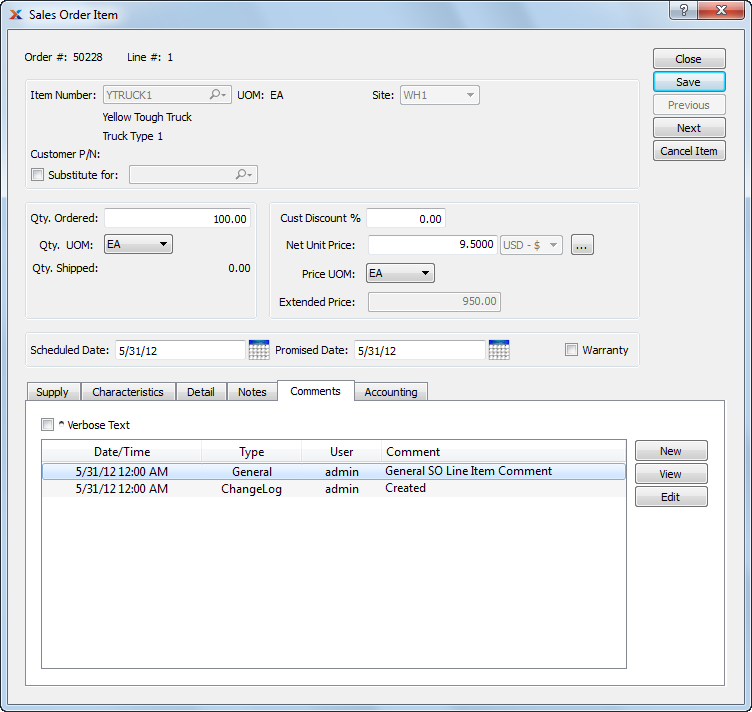 Sales Order Item
?
Order #: 50228 Line #: 1
Close
Item Number: YTRUCK1 UOM: EA Site: WH1
Save
Yellow Tough Truck
Previous
Truck Type 1
Next
Customer P/N:
Cancel Item
Substitute for:
Qty. Ordered: 100.00 Cust Discount % 0.00
Qty. UOM: EA Net Unit Price: 9.5000 USD - $ ...
Qty. Shipped: 0.00 Price UOM: EA
Extended Price: 950.00
Scheduled Date: 5/31/12 Promised Date: 5/31/12 Warranty
Supply Characteristics Detail Notes Comments Accounting
^ Verbose Text
Date/Time Type User Comment
New
5/31/12 12:00 AM General admin General SO Line Item Comment
View
5/31/12 12:00 AM ChangeLog admin Created
Edit